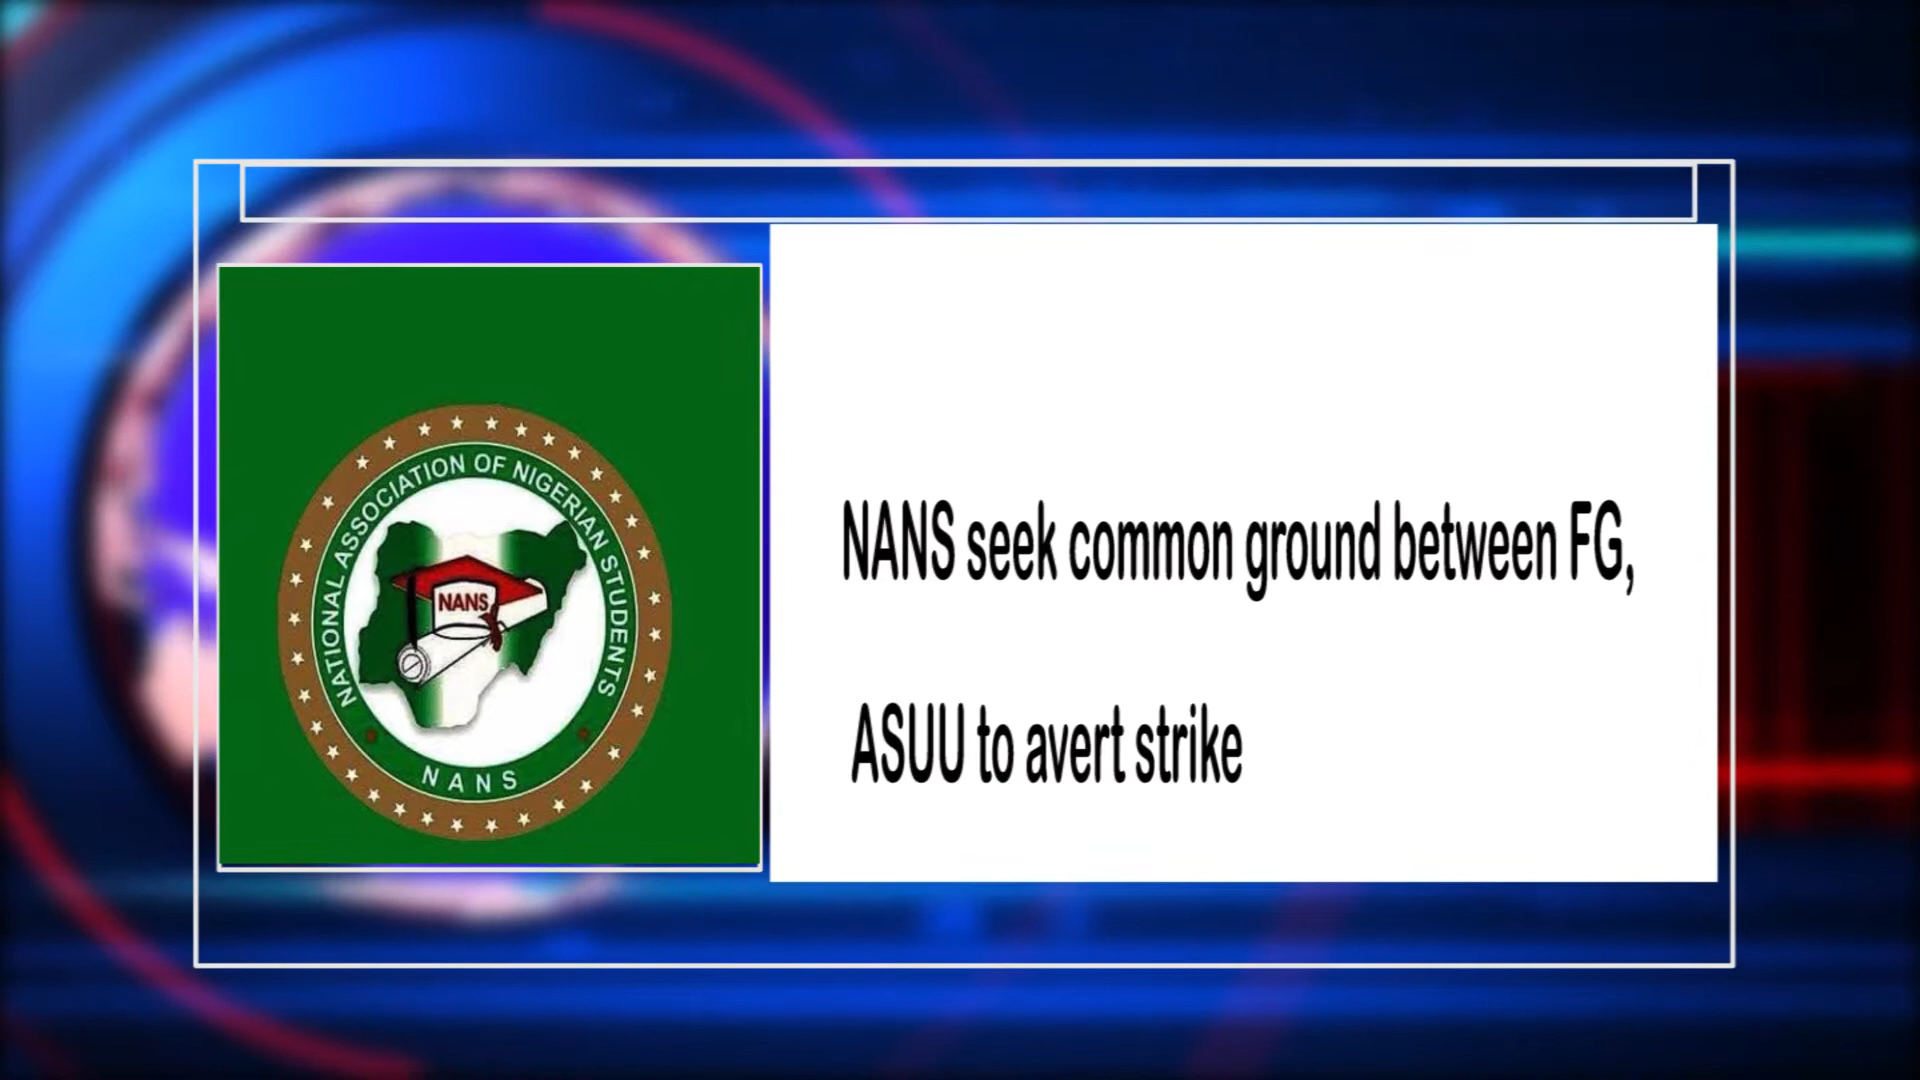 NATIONAL ASSOCIATION OF NIGERIAN STUDENTS
NANS
NANS
NANS seek common ground between FG,
ASUU to avert strike